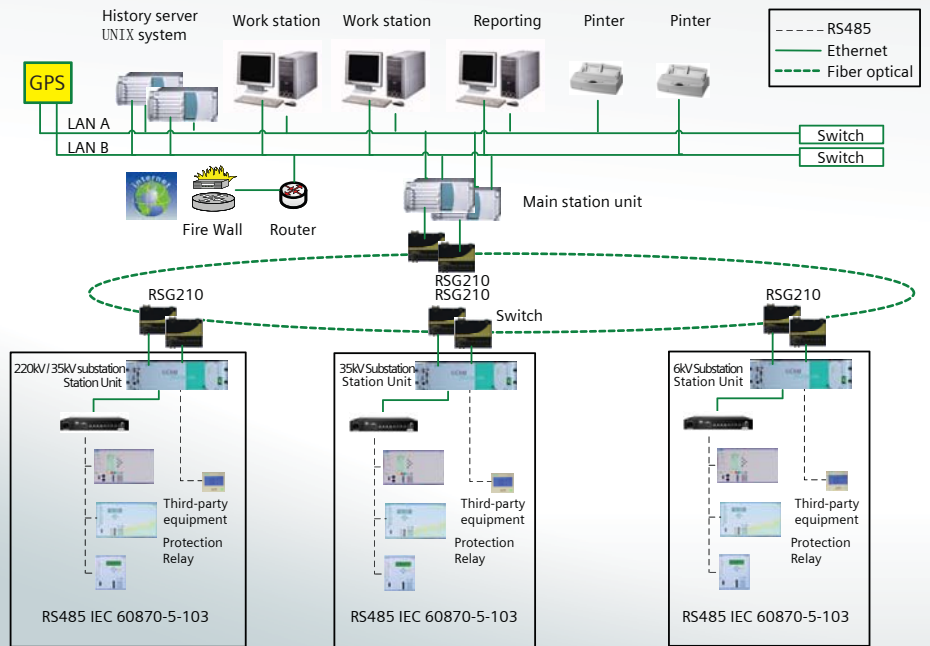 History server
UNIX system
Work station
Work station
Reporting
Pinter
Pinter
RS485
Ethernet
Fiber optical
GPS
LAN A
LAN B
Switch
Switch
internet
Fire Wall
Router
Main station unit
RSG210
RSG210
RSG210
RSG210
Switch
220kV/35kV substation
Station Unit
35kV substation
Station Unit
6kV Substation
Station Unit
Third-party
equipment
Protection
Relay
Third-party
equipment
Protection
Relay
Third-party
equipment
Protection
Relay
RS485 IEC 60870-5-103
RS485 IEC 60870-5-103
RS485 IEC 60870-5-103